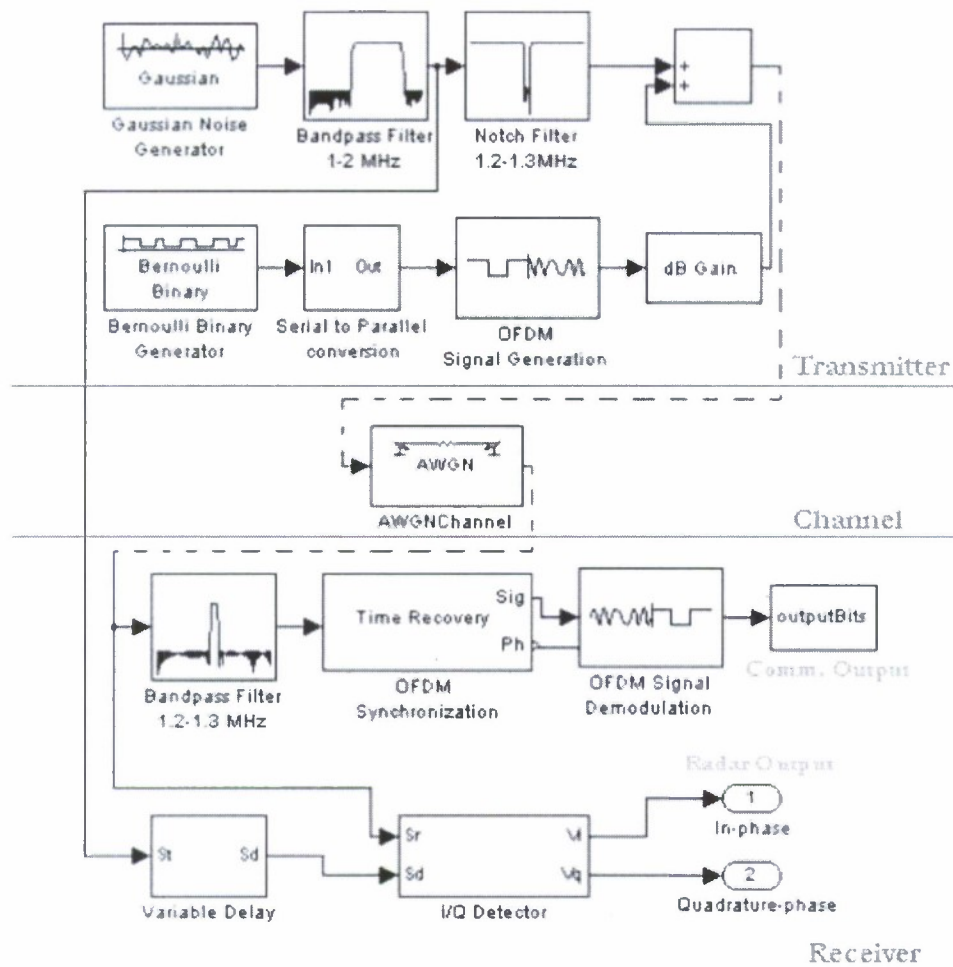 Gaussian
Gaussian Noise
Generator
Bandpass Filter
1-2 MHz
Notch Filter
1.2-1.3MHz
+
+
Bernoulli
Binary
Bernoulli Binary
Generator
In1 Out
Serial to Parallel
conversion
OFDM
Signal Generation
dB Gain
Transmitter
AWGN
AWGNChannel
Channel
Bandpass Filter
1.2-1.3 MHz
Time Recovery
Sig
Ph
OFDM
Synchronization
OFDM Signal
Demodulation
outputBits
Comm. Output
Radar Output
St Sd
Variable Delay
Sr
Sd
Vi
Vq
I/Q Detector
1
In-phase
2
Quadrature-phase
Receiver